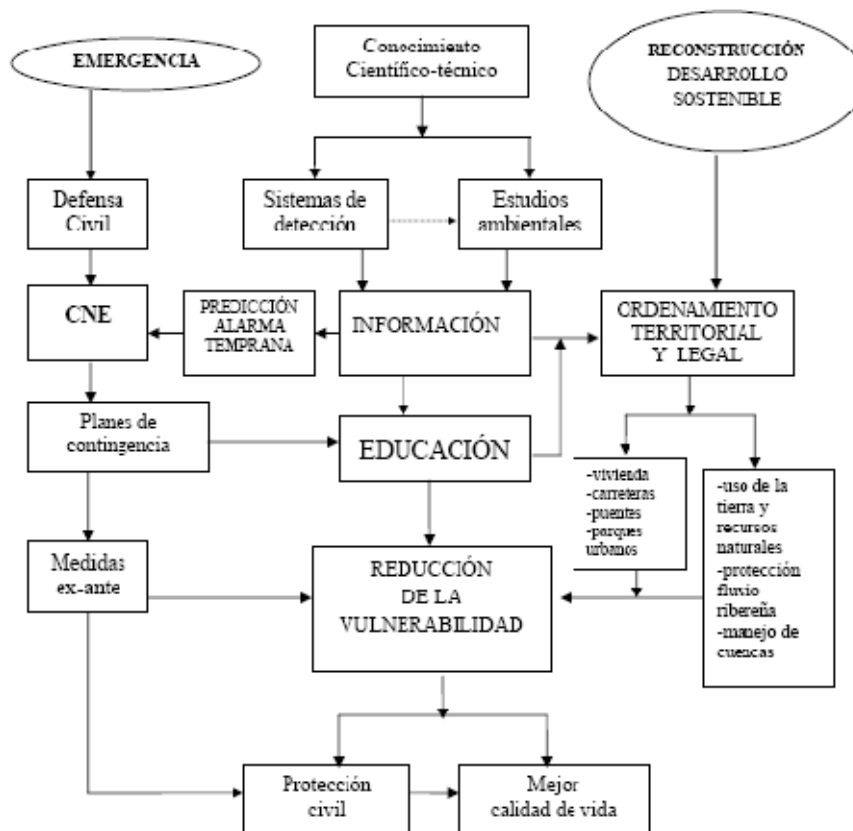 EMERGENCIA
Conocimiento
Científico-técnico
RECONSTRUCCIÓN
DESARROLLO
SOSTENIBLE
Defensa
Civil
Sistemas de
detección
Estudios
ambientales
CNE
PREDICCIÓN
ALARMA
TEMPRANA
INFORMACIÓN
ORDENAMIENTO
TERRITORIAL
Y LEGAL
Planes de
contingencia
EDUCACIÓN
-vivienda
-carreteras
-puentes
-parques
urbanos
-uso de la
tierra y
recursos
naturales
-protección
fluvio
ribereña
-manejo de
cuencas
Medidas
ex-ante
REDUCCIÓN
DE LA
VULNERABILIDAD
Protección
civil
Mejor
calidad de vida